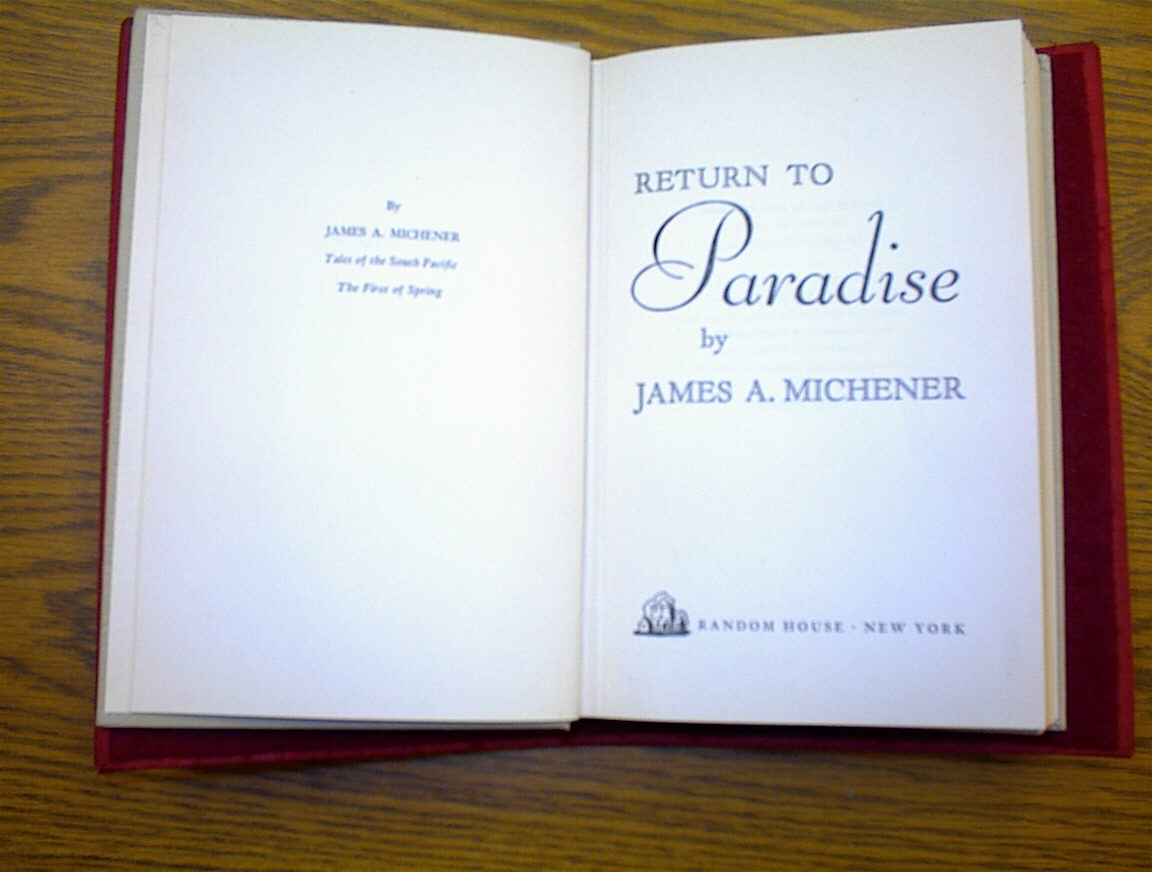 By
JAMES A. MICHENER
Tales of the South Pacific
The Fires of Spring
RETURN TO
Paradise
by
JAMES A. MICHENER
RANDOM HOUSE · NEW YORK